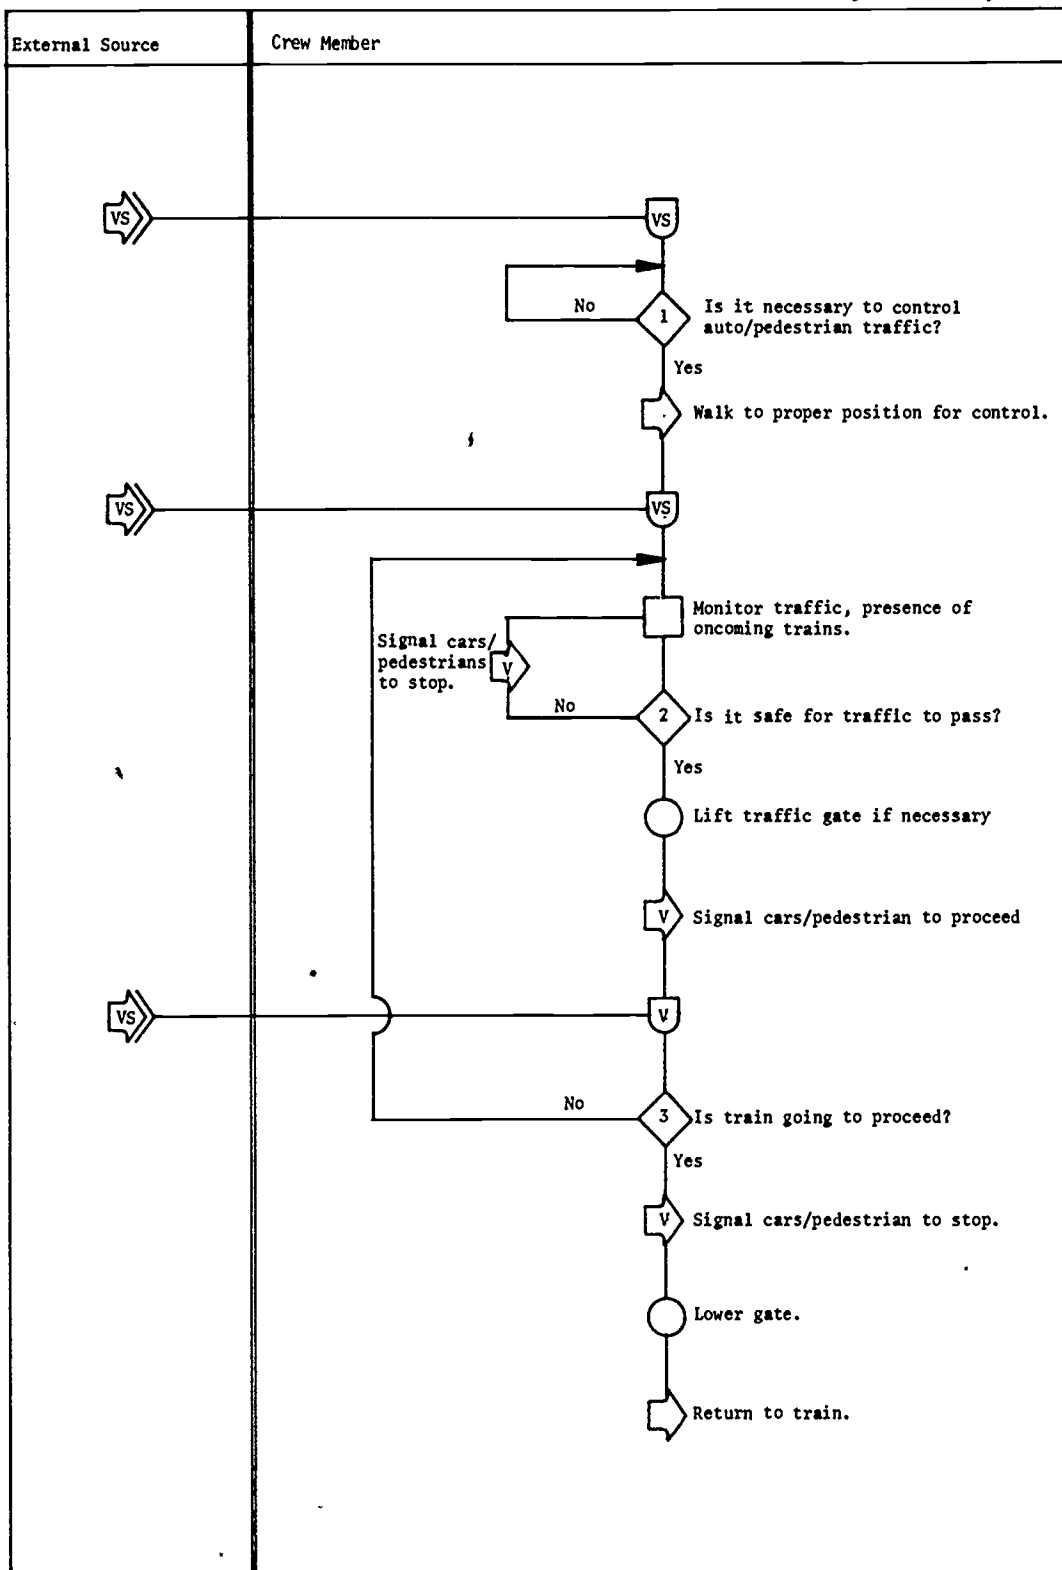 External Source
Crew Member
VS
VS
No
1
Is it necessary to control
auto/pedestrian traffic?
Yes
Walk to proper position for control.
VS
VS
Monitor traffic, presence of
oncoming trains.
Signal cars/
pedestrians
to stop.
V
No
2
Is it safe for traffic to pass?
Yes
Lift traffic gate if necessary
V
Signal cars/pedestrian to proceed
VS
V
No
3
Is train going to proceed?
Yes
V
Signal cars/pedestrian to stop.
Lower gate.
Return to train.